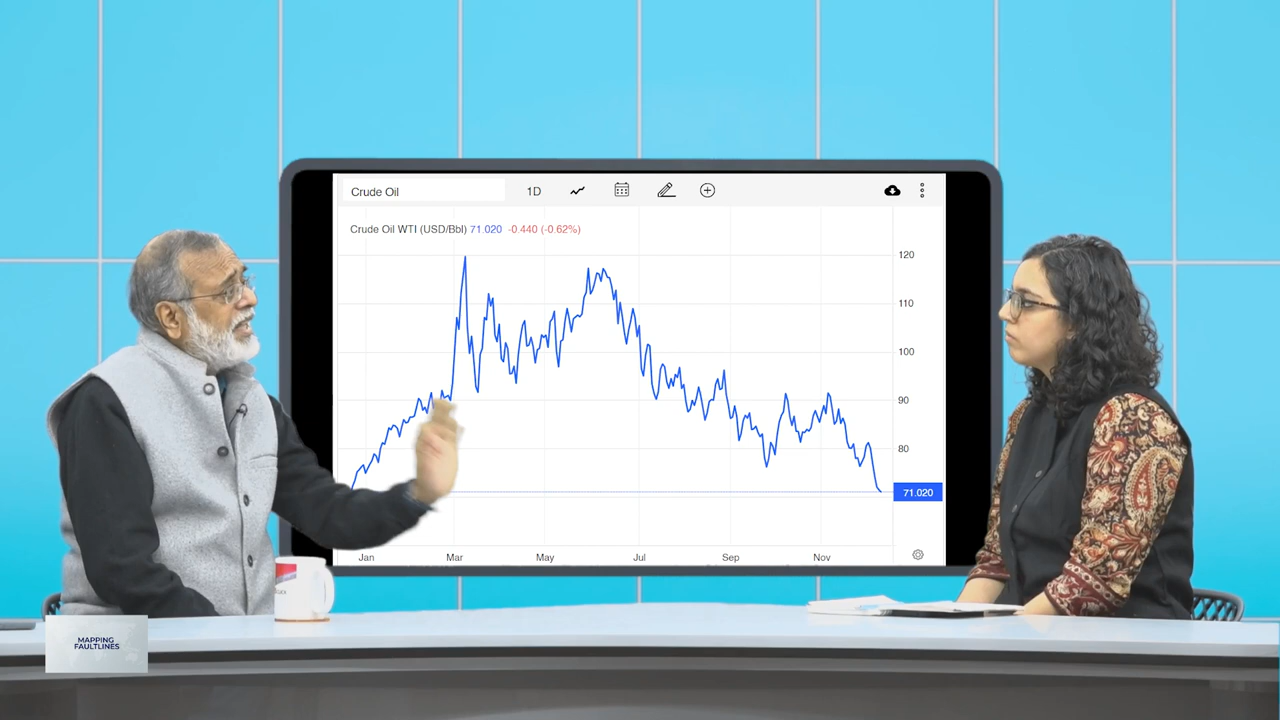 Crude Oil
1D
Crude Oil WTI (USD/Bbl) 71.020 -0.440 (-0.62%)
120
110
100
90
80
71.020
Jan Mar May Jul Sep Nov
MAPPING
FAULTLINES